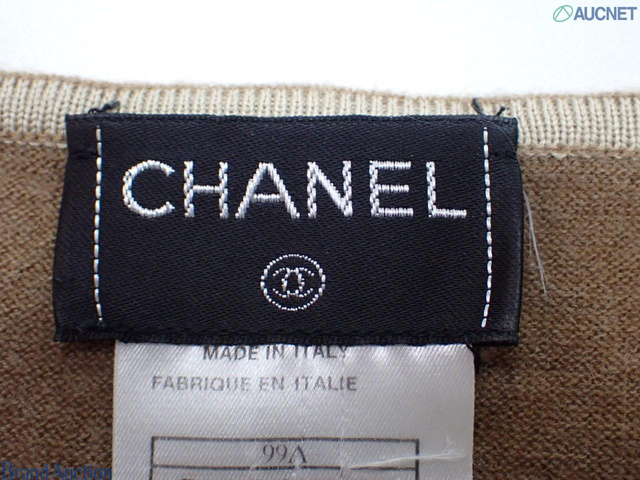 AUCNET
CHANEL
MADE IN ITALY
FABRIQUE EN ITALIE
99A
Brand Auction